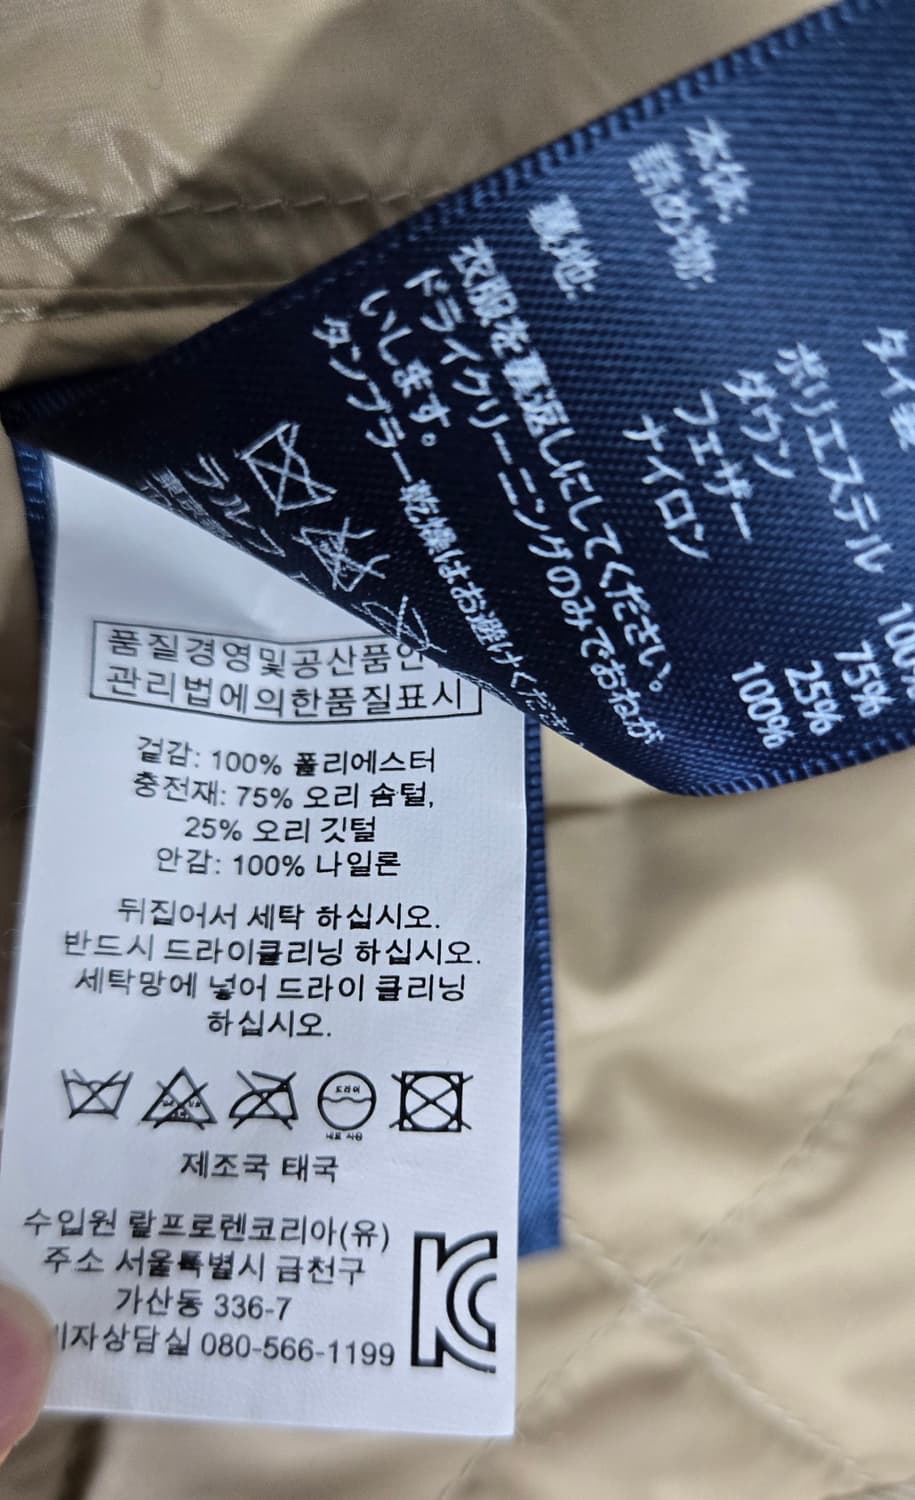 本体:
詰め物:
裏地:
タイ製
ポリエステル
ダウン
フェザー
ナイロン
100%
75%
25%
100%
衣服を裏返しにしてください。
ドライクリーニングのみでおねが
いします。
タンブラー乾燥はお避けくださ
ラルフ
품질경영및공산품안
관리법에의한품질표시
겉감: 100% 폴리에스터
충전재: 75% 오리 솜털,
25% 오리 깃털
안감: 100% 나일론
뒤집어서 세탁 하십시오.
반드시 드라이클리닝 하십시오.
세탁망에 넣어 드라이 클리닝
하십시오.
드라이
제조국 태국
수입원 랄프로렌코리아(유)
주소 서울특별시 금천구
가산동 336-7
비자상담실 080-566-1199